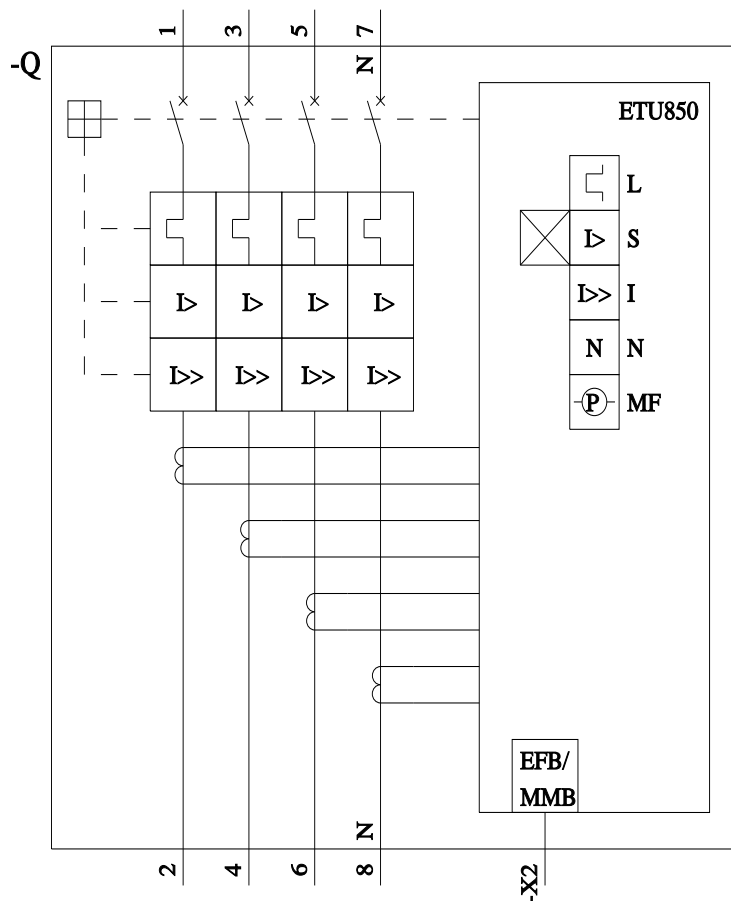 1 3 5 7
-Q
N
ETU850
L
I> S
I> I> I> I>
I>> I
N N
I>> I>> I>> I>>
P MF
EFB/
MMB
N
2 4 6 8
-X2